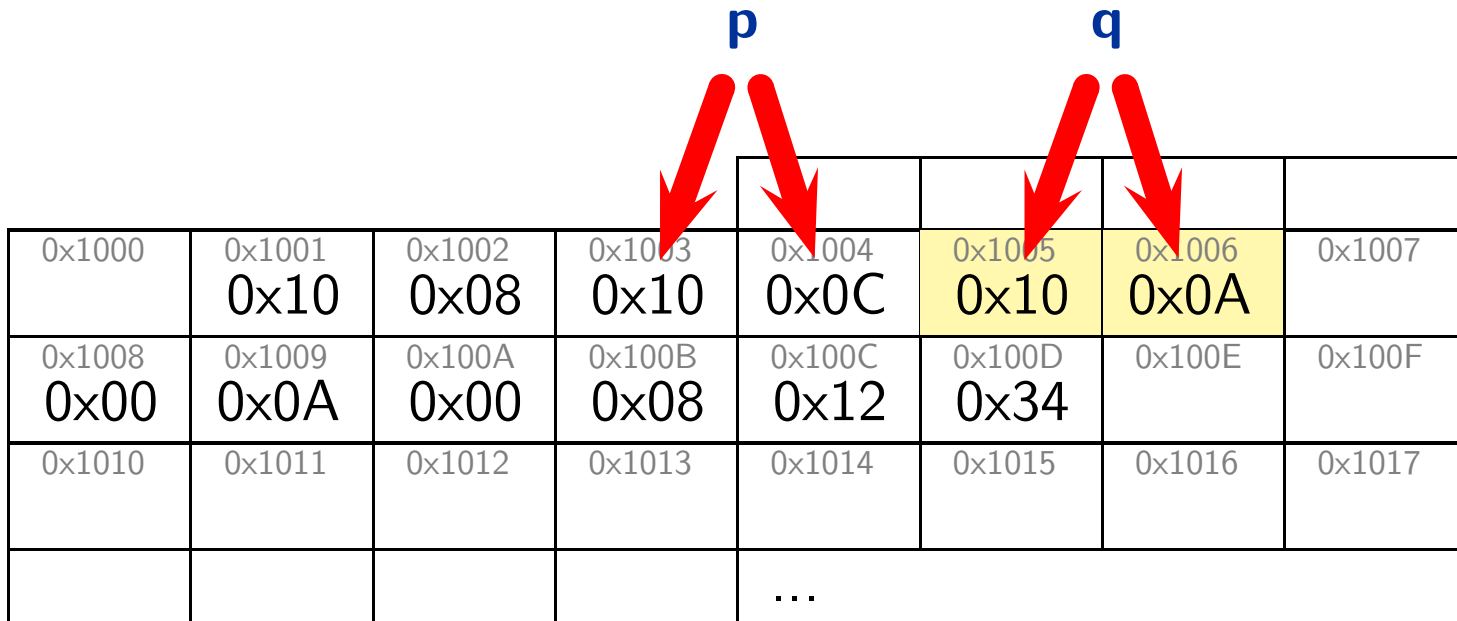 p q
0x1000 0x1001 0x1002 0x1003 0x1004 0x1005 0x1006 0x1007
0x10 0x08 0x10 0x0C 0x10 0x0A
0x1008 0x1009 0x100A 0x100B 0x100C 0x100D 0x100E 0x100F
0x00 0x0A 0x00 0x08 0x12 0x34
0x1010 0x1011 0x1012 0x1013 0x1014 0x1015 0x1016 0x1017
...